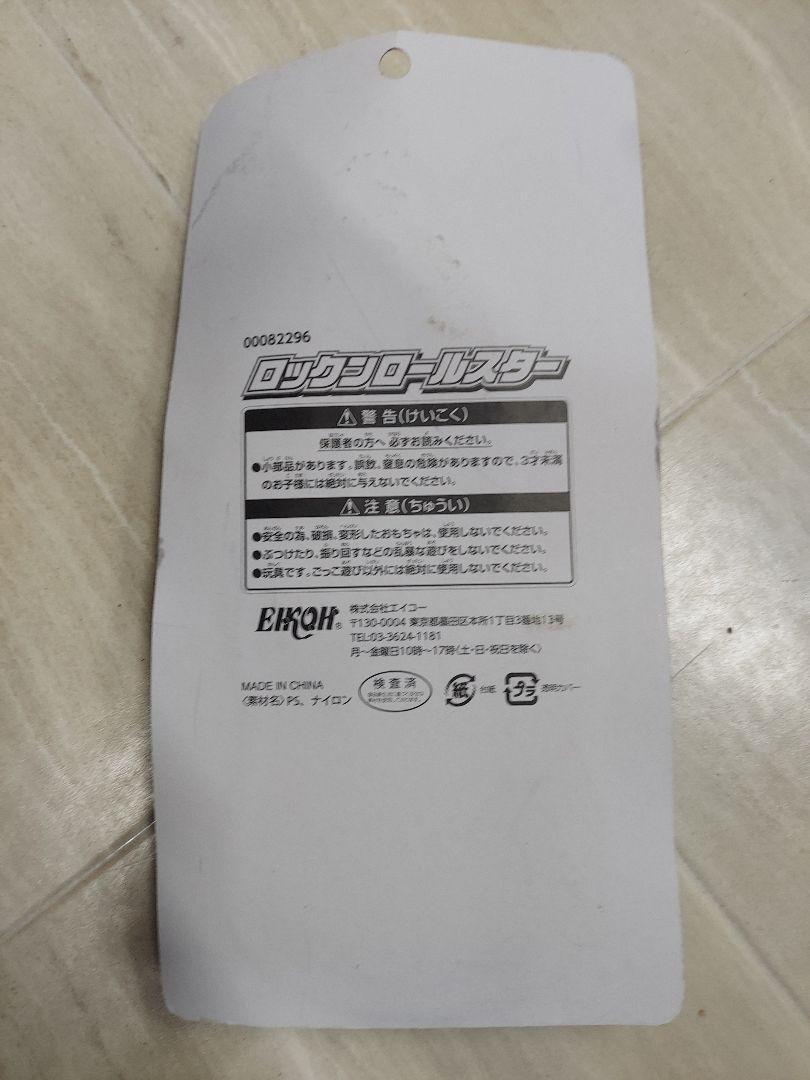 00082296
ロックンロールスター
警告(けいこく)
保護者の方へ 必ずお読みください。
●小部品があります。誤飲、窒息の危険がありますので、3才未満
のお子様には絶対に与えないでください。
注意(ちゅうい)
●安全の為、破損、変形したおもちゃは、使用しないでください。
●ぶつけたり、振り回すなどの乱暴な遊びをしないでください。
●玩具です。ごっこ遊び以外には絶対に使用しないでください。
EIKOH®
株式会社エイコー
〒130-0004 東京都墨田区本所1丁目3番地13号
TEL:03-3624-1181
月〜金曜日10時〜17時(土・日・祝日を除く)
MADE IN CHINA
〈素材名〉PS、ナイロン
検査済
紙 台紙
プラ 透明カバー